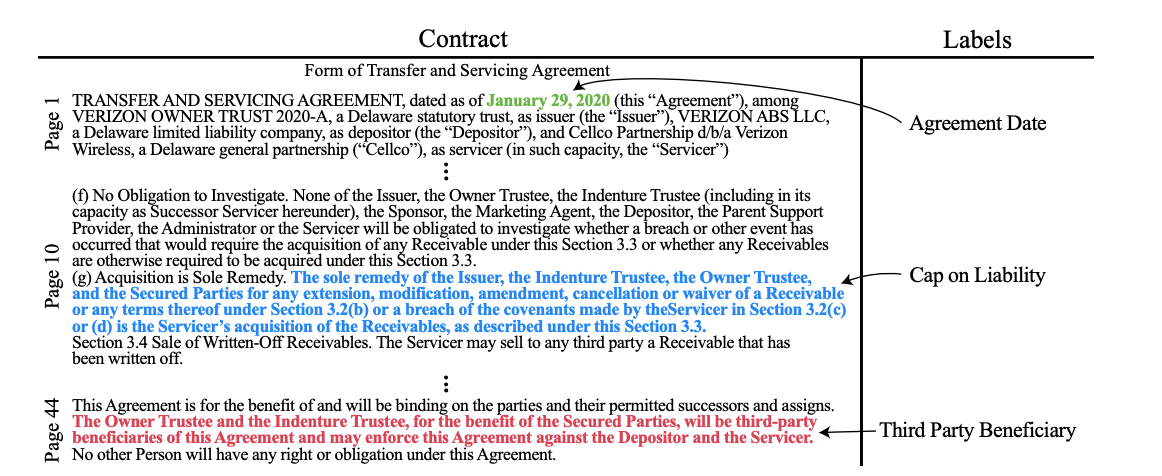 Contract
Labels
Form of Transfer and Servicing Agreement
Page 1
TRANSFER AND SERVICING AGREEMENT, dated as of January 29, 2020 (this “Agreement”), among
VERIZON OWNER TRUST 2020-A, a Delaware statutory trust, as issuer (the “Issuer”), VERIZON ABS LLC,
a Delaware limited liability company, as depositor (the “Depositor”), and Cellco Partnership d/b/a Verizon
Wireless, a Delaware general partnership (“Cellco”), as servicer (in such capacity, the “Servicer”)
Agreement Date
Page 10
(f) No Obligation to Investigate. None of the Issuer, the Owner Trustee, the Indenture Trustee (including in its
capacity as Successor Servicer hereunder), the Sponsor, the Marketing Agent, the Depositor, the Parent Support
Provider, the Administrator or the Servicer will be obligated to investigate whether a breach or other event has
occurred that would require the acquisition of any Receivable under this Section 3.3 or whether any Receivables
are otherwise required to be acquired under this Section 3.3.
(g) Acquisition is Sole Remedy. The sole remedy of the Issuer, the Indenture Trustee, the Owner Trustee,
and the Secured Parties for any extension, modification, amendment, cancellation or waiver of a Receivable
or any terms thereof under Section 3.2(b) or a breach of the covenants made by theServicer in Section 3.2(c)
or (d) is the Servicer’s acquisition of the Receivables, as described under this Section 3.3.
Section 3.4 Sale of Written-Off Receivables. The Servicer may sell to any third party a Receivable that has
been written off.
Cap on Liability
Page 44
This Agreement is for the benefit of and will be binding on the parties and their permitted successors and assigns.
The Owner Trustee and the Indenture Trustee, for the benefit of the Secured Parties, will be third-party
beneficiaries of this Agreement and may enforce this Agreement against the Depositor and the Servicer.
No other Person will have any right or obligation under this Agreement.
Third Party Beneficiary